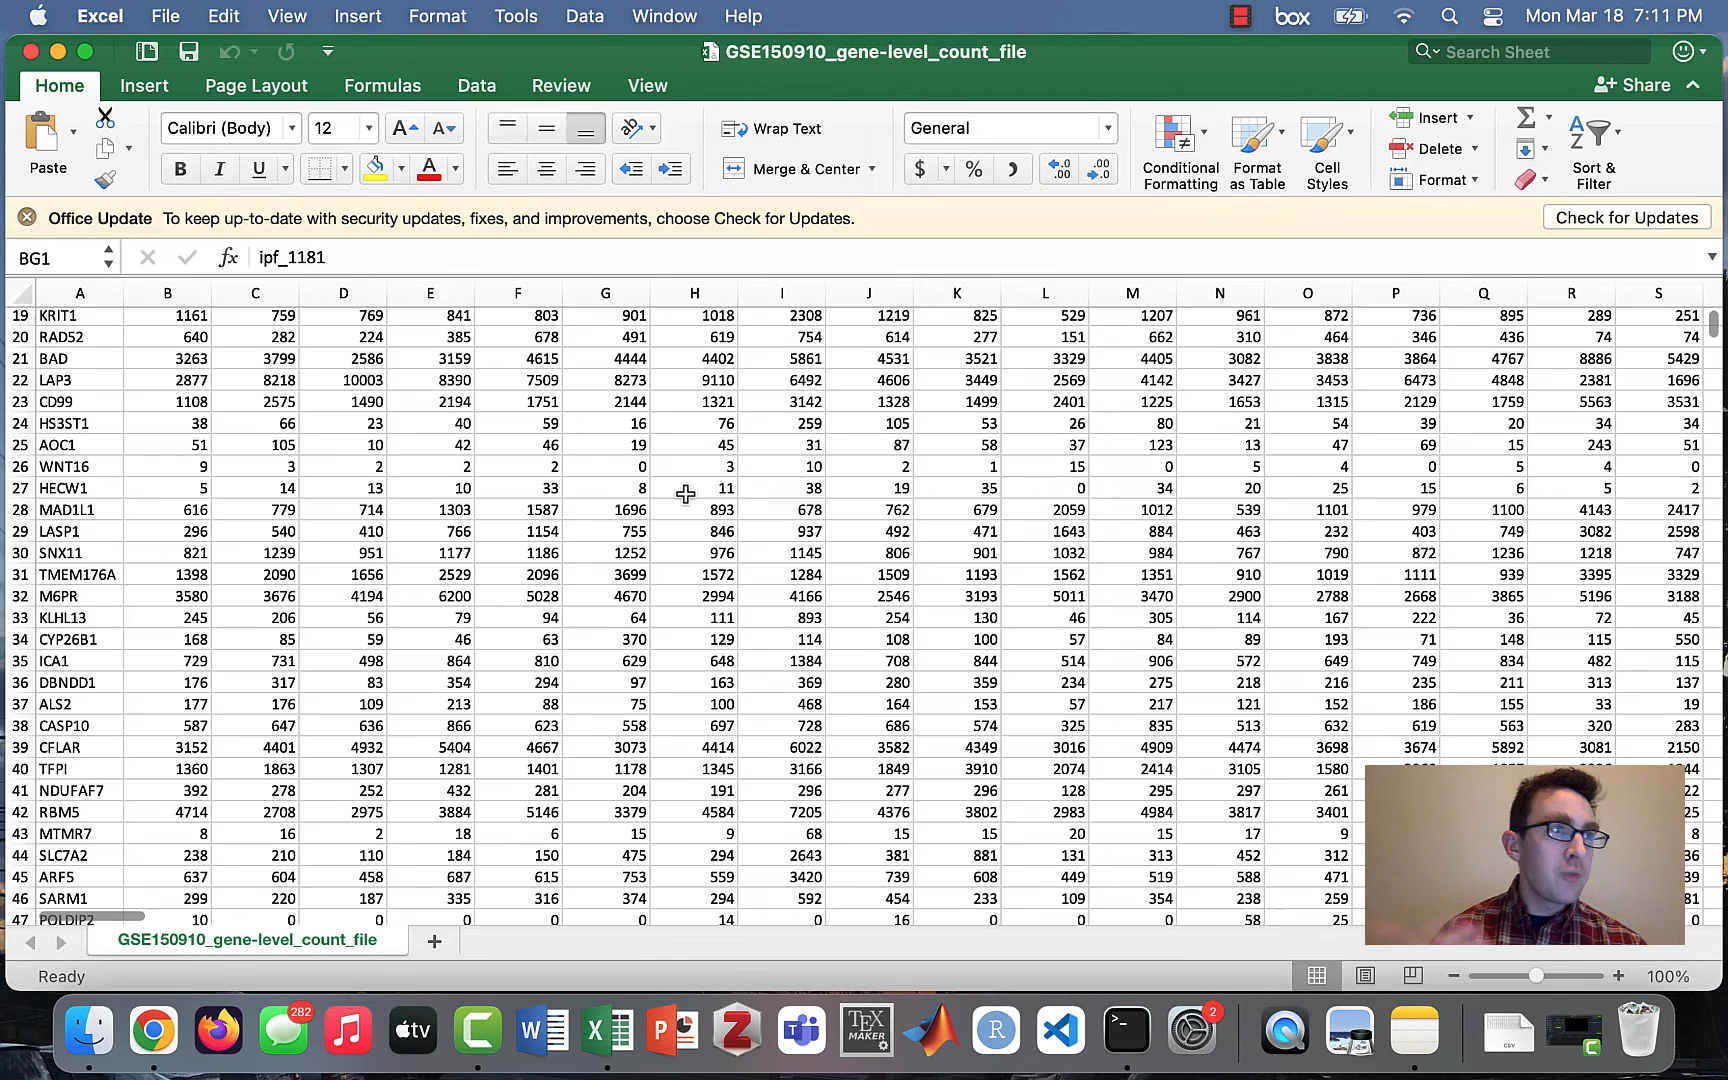 Excel File Edit View Insert Format Tools Data Window Help box Mon Mar 18 7:11 PM
GSE150910_gene-level_count_file Search Sheet
Home Insert Page Layout Formulas Data Review View Share
Paste Calibri (Body) 12 A A Wrap Text General Conditional Formatting Format as Table Cell Styles Insert Sort & Filter
B I U A Merge & Center $ % .0 .00 .00 .0 Delete
Format
Office Update To keep up-to-date with security updates, fixes, and improvements, choose Check for Updates. Check for Updates
BG1 fx ipf_1181
A B C D E F G H I J K L M N O P Q R S
19 KRIT1 1161 759 769 841 803 901 1018 2308 1219 825 529 1207 961 872 736 895 289 251
20 RAD52 640 282 224 385 678 491 619 754 614 277 151 662 310 464 346 436 74 74
21 BAD 3263 3799 2586 3159 4615 4444 4402 5861 4531 3521 3329 4405 3082 3838 3864 4767 8886 5429
22 LAP3 2877 8218 10003 8390 7509 8273 9110 6492 4606 3449 2569 4142 3427 3453 6473 4848 2381 1696
23 CD99 1108 2575 1490 2194 1751 2144 1321 3142 1328 1499 2401 1225 1653 1315 2129 1759 5563 3531
24 HS3ST1 38 66 23 40 59 16 76 259 105 53 26 80 21 54 39 20 34 34
25 AOC1 51 105 10 42 46 19 45 31 87 58 37 123 13 47 69 15 243 51
26 WNT16 9 3 2 2 2 0 3 10 2 1 15 0 5 4 0 5 4 0
27 HECW1 5 14 13 10 33 8 11 38 19 35 0 34 20 25 15 6 5 2
28 MAD1L1 616 779 714 1303 1587 1696 893 678 762 679 2059 1012 539 1101 979 1100 4143 2417
29 LASP1 296 540 410 766 1154 755 846 937 492 471 1643 884 463 232 403 749 3082 2598
30 SNX11 821 1239 951 1177 1186 1252 976 1145 806 901 1032 984 767 790 872 1236 1218 747
31 TMEM176A 1398 2090 1656 2529 2096 3699 1572 1284 1509 1193 1562 1351 910 1019 1111 939 3395 3329
32 M6PR 3580 3676 4194 6200 5028 4670 2994 4166 2546 3193 5011 3470 2900 2788 2668 3865 5196 3188
33 KLHL13 245 206 56 79 94 64 111 893 254 130 46 305 114 167 222 36 72 45
34 CYP26B1 168 85 59 46 63 370 129 114 108 100 57 84 89 193 71 148 115 550
35 ICA1 729 731 498 864 810 629 648 1384 708 844 514 906 572 649 749 834 482 115
36 DBNDD1 176 317 83 354 294 97 163 369 280 359 234 275 218 216 235 211 313 137
37 ALS2 177 176 109 213 88 75 100 468 164 153 57 217 121 152 186 155 33 19
38 CASP10 587 647 636 866 623 558 697 728 686 574 325 835 513 632 619 563 320 283
39 CFLAR 3152 4401 4932 5404 4667 3073 4414 6022 3582 4349 3016 4909 4474 3698 3674 5892 3081 2150
40 TFPI 1360 1863 1307 1281 1401 1178 1345 3166 1849 3910 2074 2414 3105 1580
41 NDUFAF7 392 278 252 432 281 204 191 296 277 296 128 295 297 261 22
42 RBM5 4714 2708 2975 3884 5146 3379 4584 7205 4376 3802 2983 4984 3817 3401 25
43 MTMR7 8 16 2 18 6 15 9 68 15 15 20 15 17 9 8
44 SLC7A2 238 210 110 184 150 475 294 2643 381 881 131 313 452 312 36
45 ARF5 637 604 458 687 615 753 559 3420 739 608 449 519 588 471 39
46 SARM1 299 220 187 335 316 374 294 592 454 233 109 354 238 259 81
47 POLDIP2 10 0 0 0 0 0 14 0 16 0 0 0 58 25 0
GSE150910_gene-level_count_file
Ready 100%
282 tv W X P Z T TEX MAKER R >_ 2 CSV